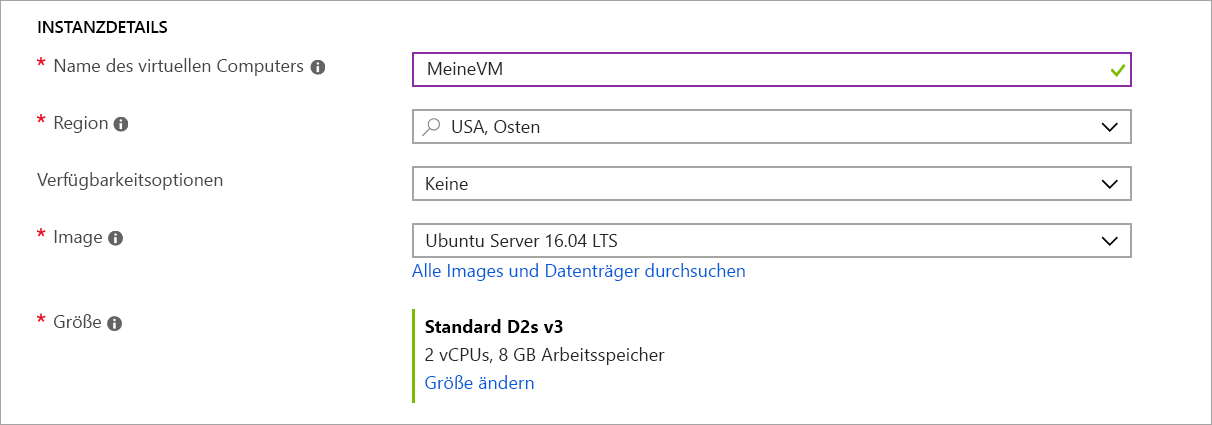 INSTANZDETAILS
* Name des virtuellen Computers
MeineVM
* Region
USA, Osten
Verfügbarkeitsoptionen
Keine
* Image
Ubuntu Server 16.04 LTS
Alle Images und Datenträger durchsuchen
* Größe
Standard D2s v3
2 vCPUs, 8 GB Arbeitsspeicher
Größe ändern